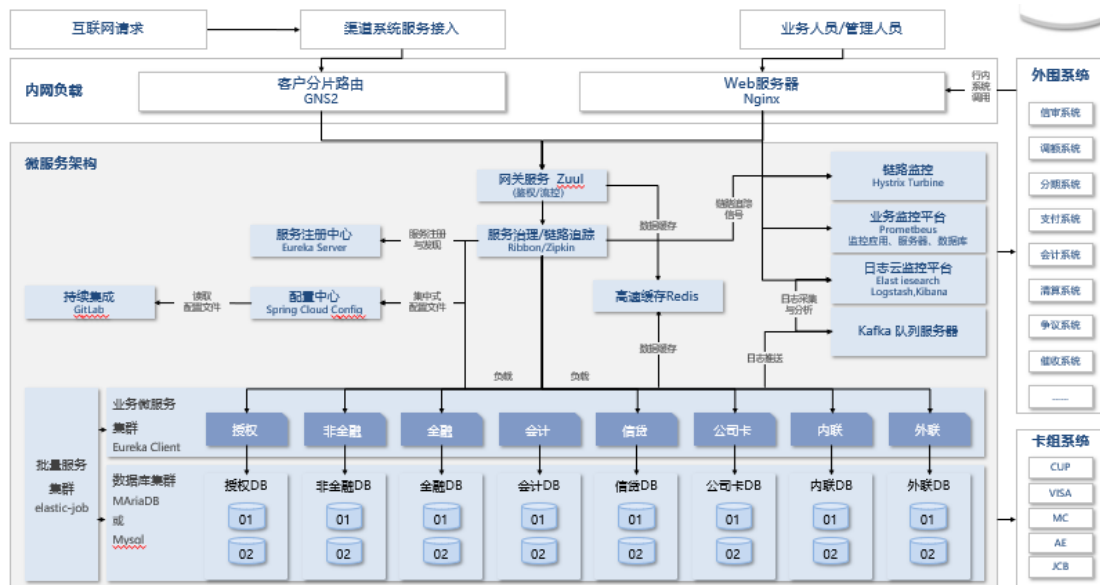 互联网请求
渠道系统服务接入
业务人员/管理人员
内网负载
客户分片路由
GNS2
Web服务器
Nginx
行内
系统
调用
外围系统
信审系统
调额系统
分期系统
支付系统
会计系统
清算系统
争议系统
催收系统
......
微服务架构
网关服务 Zuul
(鉴权/流控)
链路监控
Hystrix Turbine
链路追踪
信号
数据缓存
服务注册中心
Eureka Server
服务注册
与发现
服务治理/链路追踪
Ribbon/Zipkin
业务监控平台
Prometbeus
监控应用、服务器、数据库
日志云监控平台
Elast iesearch
Logstash,Kibana
持续集成
GitLab
读取
配置文件
配置中心
Spring Cloud Config
集中式
配置文件
高速缓存Redis
日志采集
与分析
Kafka 队列服务器
数据缓存
日志推送
负载
负载
批量服务
集群
elastic-job
业务微服务
集群
Eureka Client
授权
非金融
金融
会计
信贷
公司卡
内联
外联
数据库集群
MAriaDB
或
Mysql
授权DB
非金融DB
金融DB
会计DB
信贷DB
公司卡DB
内联DB
外联DB
01
01
01
01
01
01
01
01
02
02
02
02
02
02
02
02
卡组系统
CUP
VISA
MC
AE
JCB